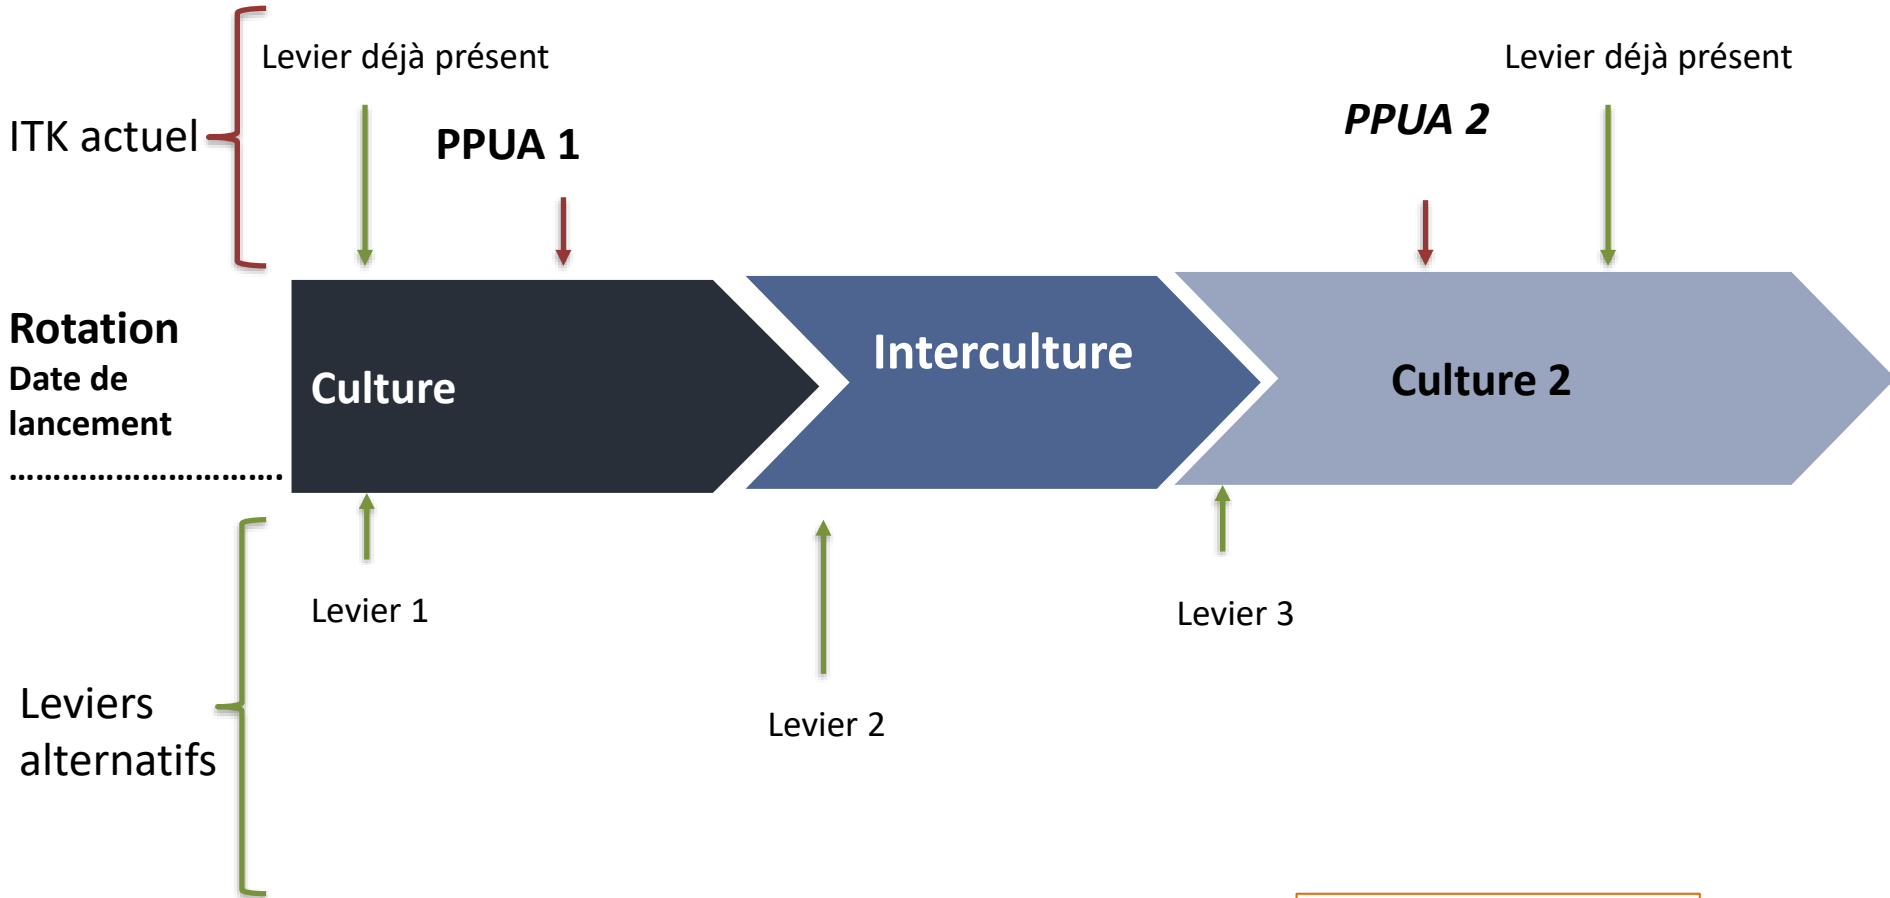 Levier déjà présent
Levier déjà présent
ITK actuel
PPUA 1
PPUA 2
Rotation
Date de
lancement
................................
Culture
Interculture
Culture 2
Levier 1
Levier 2
Levier 3
Leviers
alternatifs